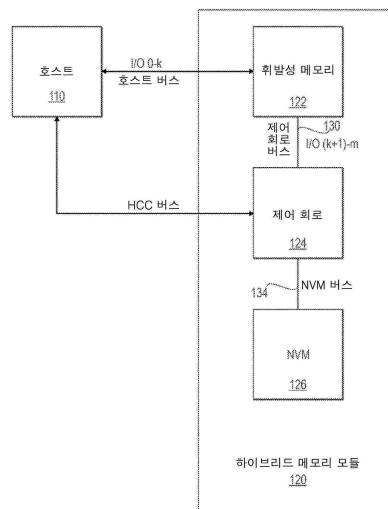 호스트
110
I/O 0-k
호스트 버스
휘발성 메모리
122
제어
회로
버스
130
I/O (k+1)-m
HCC 버스
제어 회로
124
134
NVM 버스
NVM
126
하이브리드 메모리 모듈
120